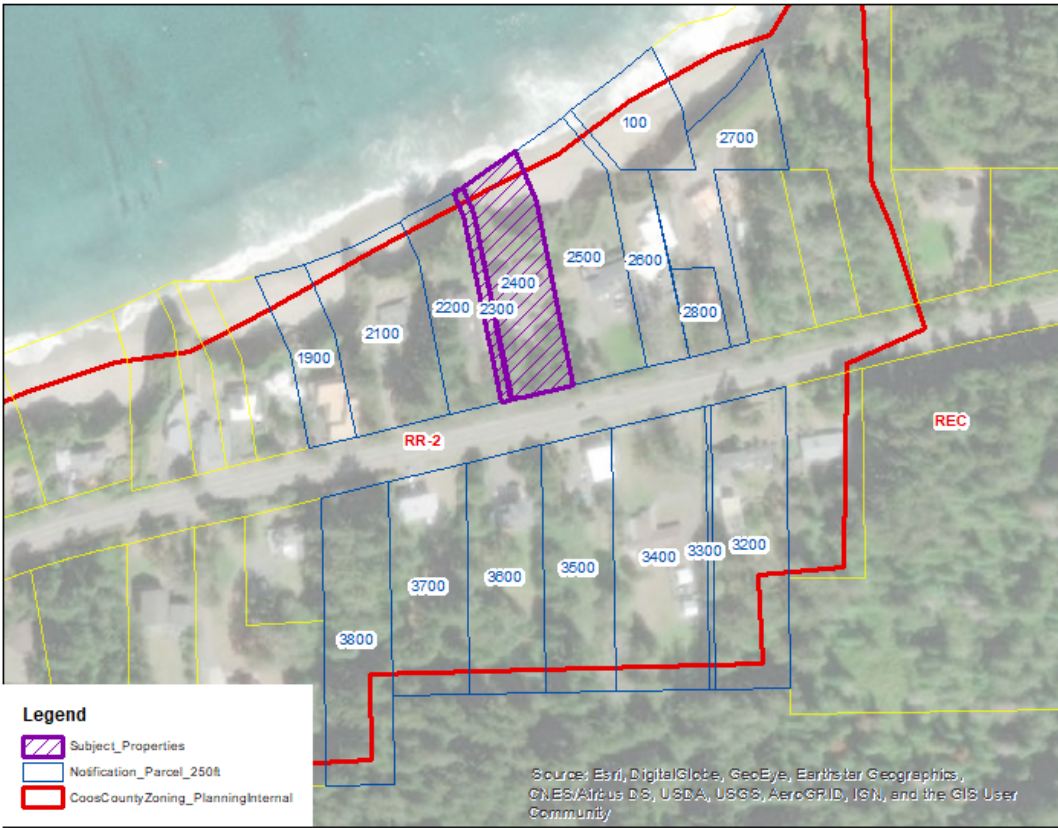 100
2700
2500
2600
2400
2200
2300
2800
2100
1900
RR-2
REC
3200
3300
3400
3500
3600
3700
3800
Legend
Subject_Properties
Notification_Parcel_250ft
CoosCountyZoning_PlanningInternal
Source: Esri, DigitalGlobe, GeoEye, Earthstar Geographics,
CNES/Airbus DS, USDA, USGS, AeroGRID, IGN, and the GIS User
Community